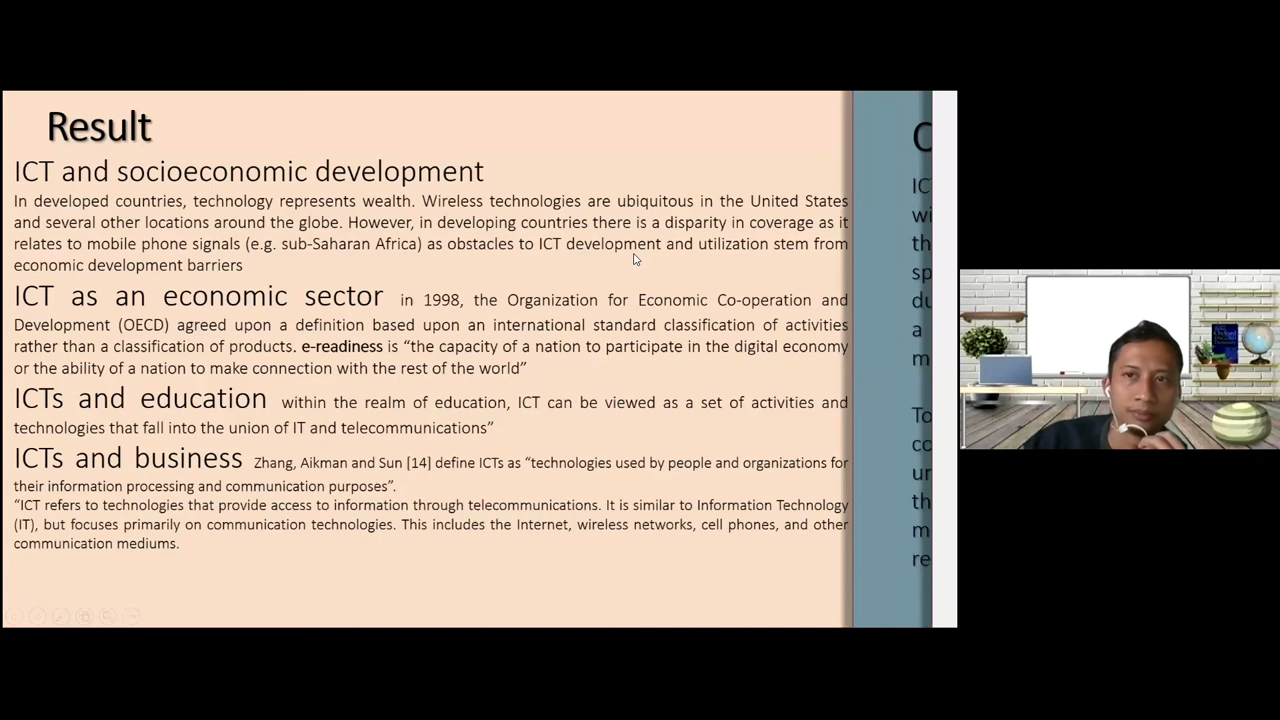 Result
ICT and socioeconomic development
In developed countries, technology represents wealth. Wireless technologies are ubiquitous in the United States
and several other locations around the globe. However, in developing countries there is a disparity in coverage as it
relates to mobile phone signals (e.g. sub-Saharan Africa) as obstacles to ICT development and utilization stem from
economic development barriers
ICT as an economic sector in 1998, the Organization for Economic Co-operation and
Development (OECD) agreed upon a definition based upon an international standard classification of activities
rather than a classification of products. e-readiness is “the capacity of a nation to participate in the digital economy
or the ability of a nation to make connection with the rest of the world”
ICTs and education within the realm of education, ICT can be viewed as a set of activities and
technologies that fall into the union of IT and telecommunications”
ICTs and business Zhang, Aikman and Sun [14] define ICTs as “technologies used by people and organizations for
their information processing and communication purposes”.
“ICT refers to technologies that provide access to information through telecommunications. It is similar to Information Technology
(IT), but focuses primarily on communication technologies. This includes the Internet, wireless networks, cell phones, and other
communication mediums.